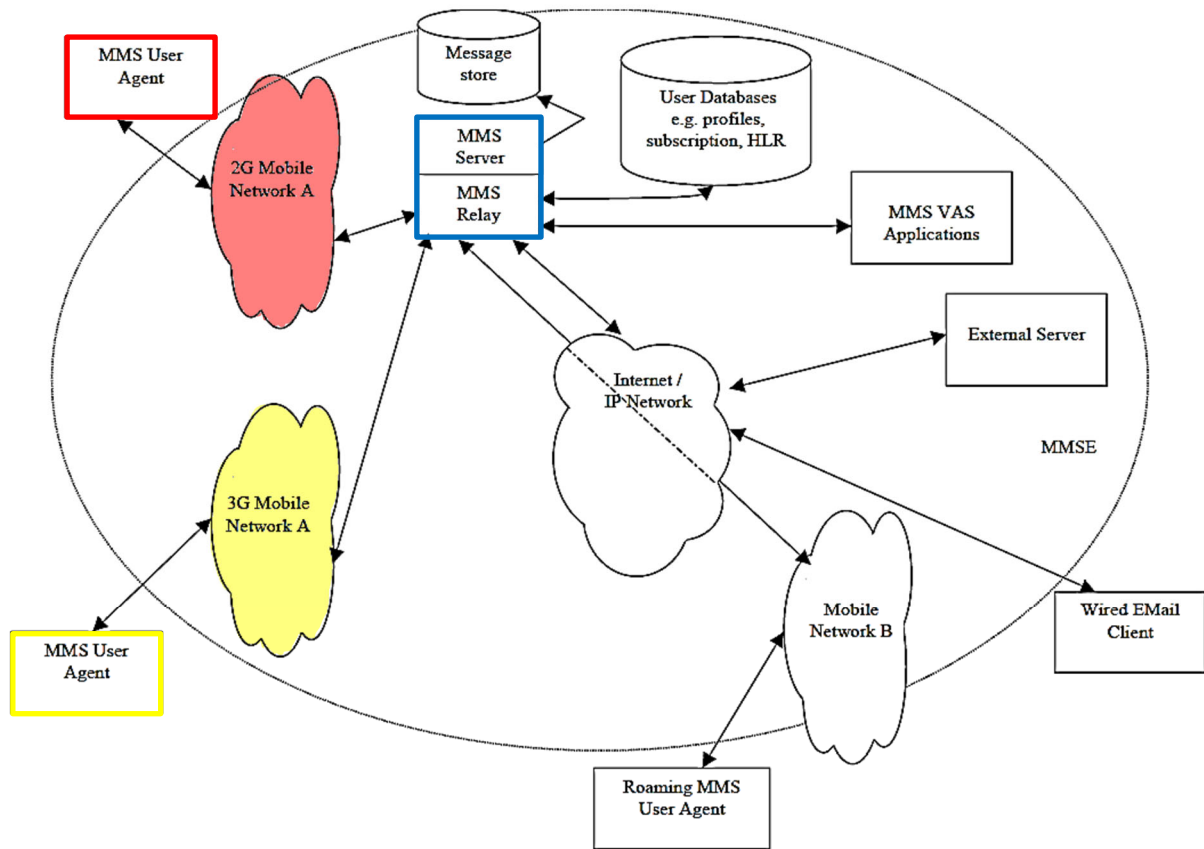 MMS User
Agent
Message
store
User Databases
e.g. profiles,
subscription, HLR
MMS
Server
MMS
Relay
2G Mobile
Network A
MMS VAS
Applications
External Server
Internet /
IP Network
MMSE
3G Mobile
Network A
MMS User
Agent
Mobile
Network B
Wired EMail
Client
Roaming MMS
User Agent